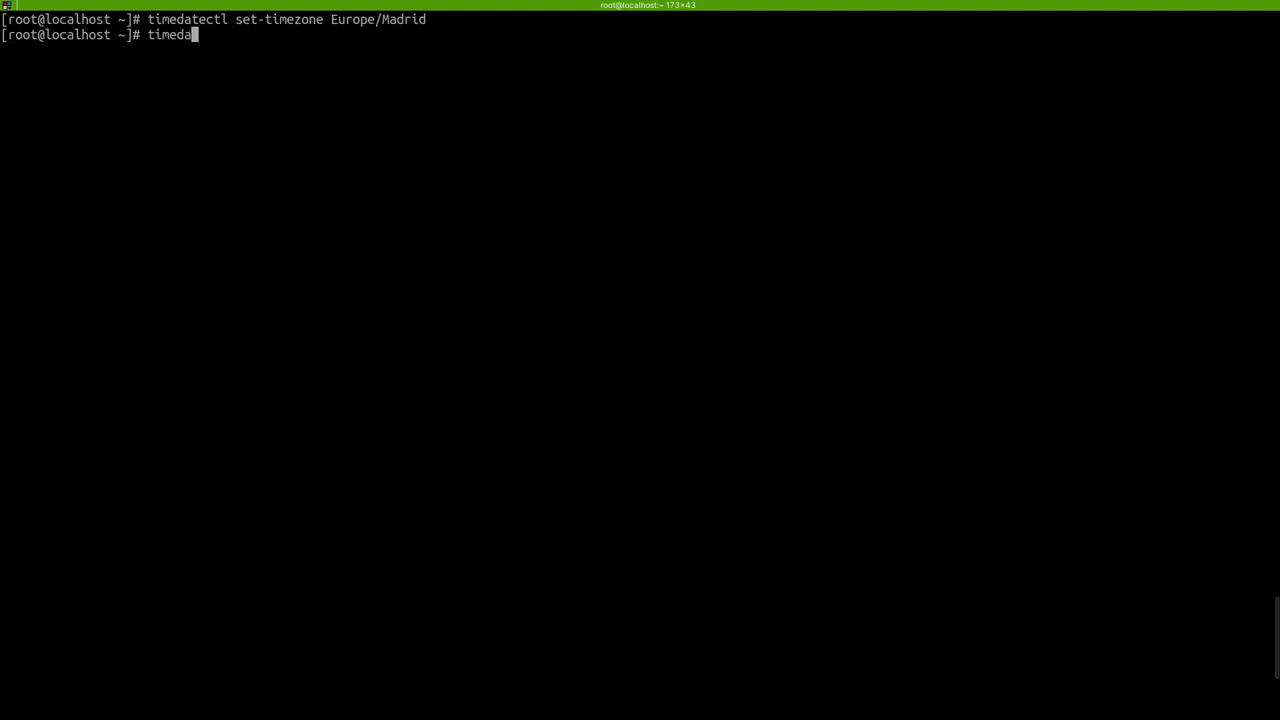 root@localhost:~ 173×43
[root@localhost ~]# timedatectl set-timezone Europe/Madrid
[root@localhost ~]# timeda